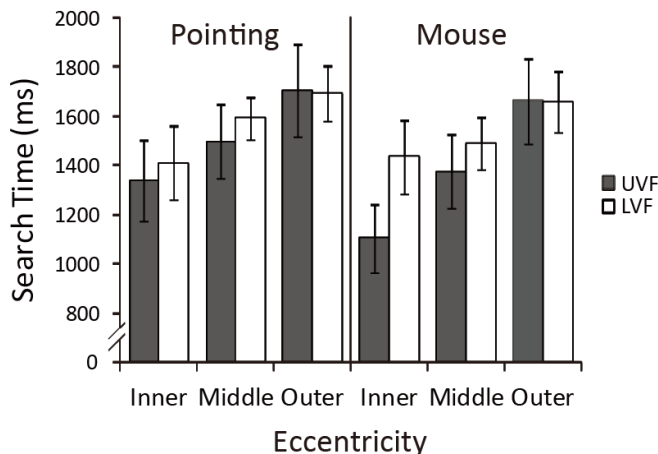 Pointing Mouse
Search Time (ms)
2000
1800
1600
1400
1200
1000
800
0
UVF
LVF
Inner Middle Outer Inner Middle Outer
Eccentricity